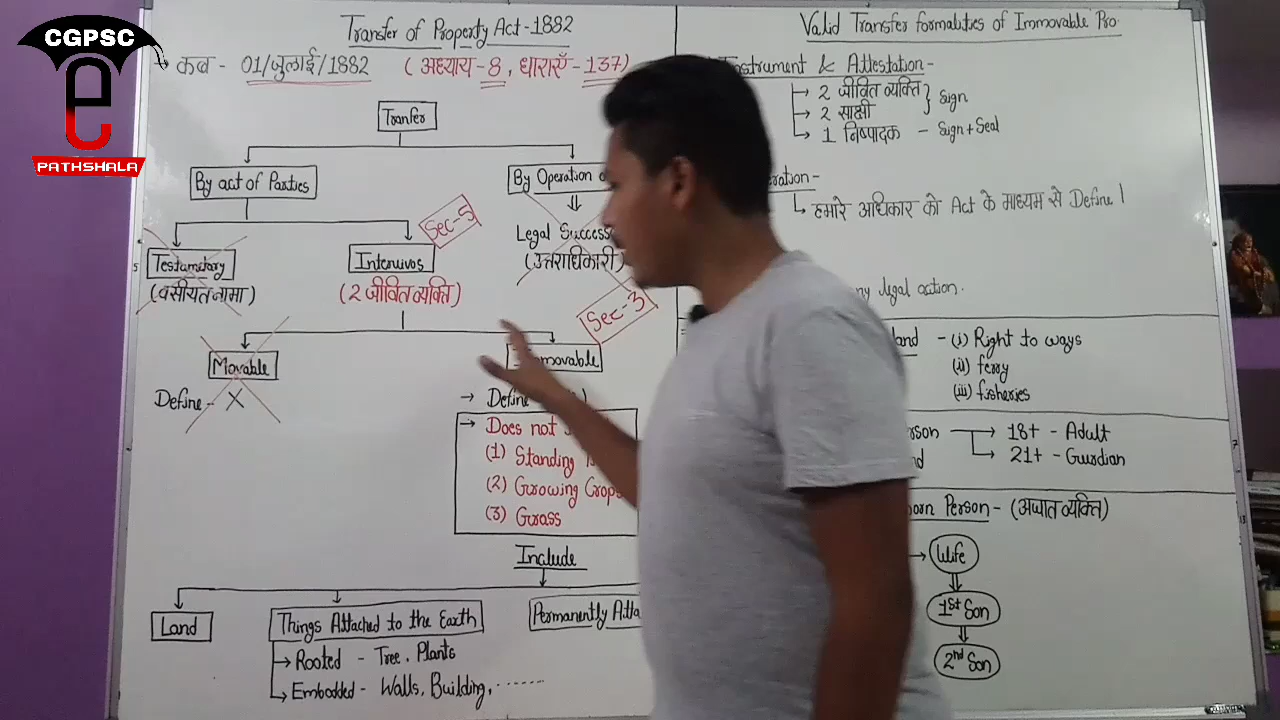 CGPSC
PATHSHALA
Transfer of Property Act-1882
कब - 01/जुलाई/1882 (अध्याय-8, धाराएँ-137)
Tranfer
By act of Parties
By Operation
Sec-5
Testamitory
(वसीयतनामा)
Intervivos
(2 जीवित व्यक्ति)
Legal
(उत्तराधिकारी)
Sec-3
Movable
Define - X
→ Define
→ Does not
(1) Standing
(2) Growing Crops
(3) Grass
Include
Land
Things Attached to the Earth
→ Rooted - Tree, Plants
→ Embodded - Walls, Building, .......
Permanently
Valid Transfer formalities of Immovable Pro.
& Attestation -
→ 2 जीवित व्यक्ति
→ 2 साक्षी
} Sign
→ 1 निष्पादक - Sign + Seal
हमारे अधिकार को Act के माध्यम से Define |
legal action.
- (i) Right to ways
(ii) ferry
(iii) fisheries
→ 18+ - Adult
→ 21+ - Guardian
Person - (अजात व्यक्ति)
→ Wife
1st Son
2nd Son